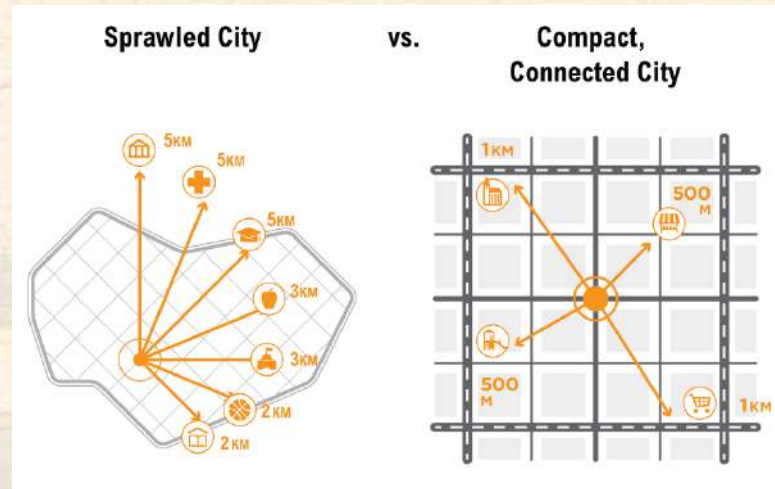 Sprawled City
vs.
Compact,
Connected City
5KM
5KM
5KM
3KM
3KM
2KM
2KM
1KM
500
M
500
M
1KM